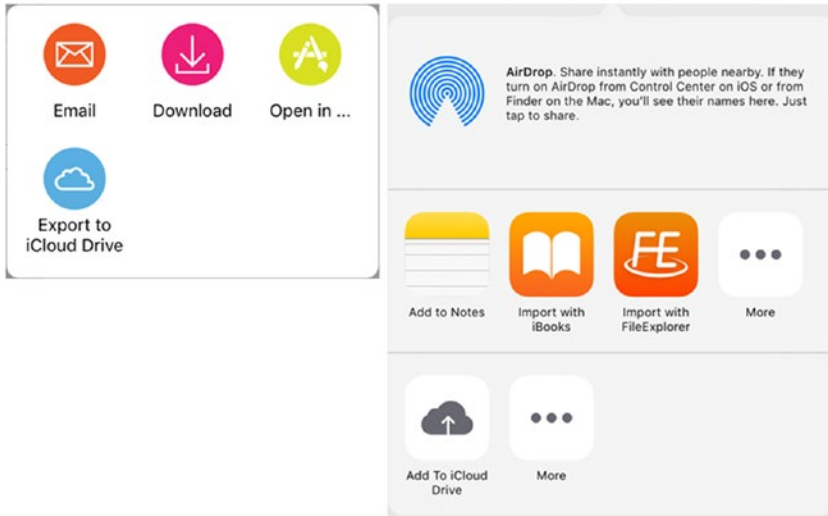 Email
Download
Open in ...
Export to
iCloud Drive
AirDrop. Share instantly with people nearby. If they
turn on AirDrop from Control Center on iOS or from
Finder on the Mac, you'll see their names here. Just
tap to share.
Add to Notes
Import with
iBooks
FE
Import with
FileExplorer
More
Add To iCloud
Drive
More